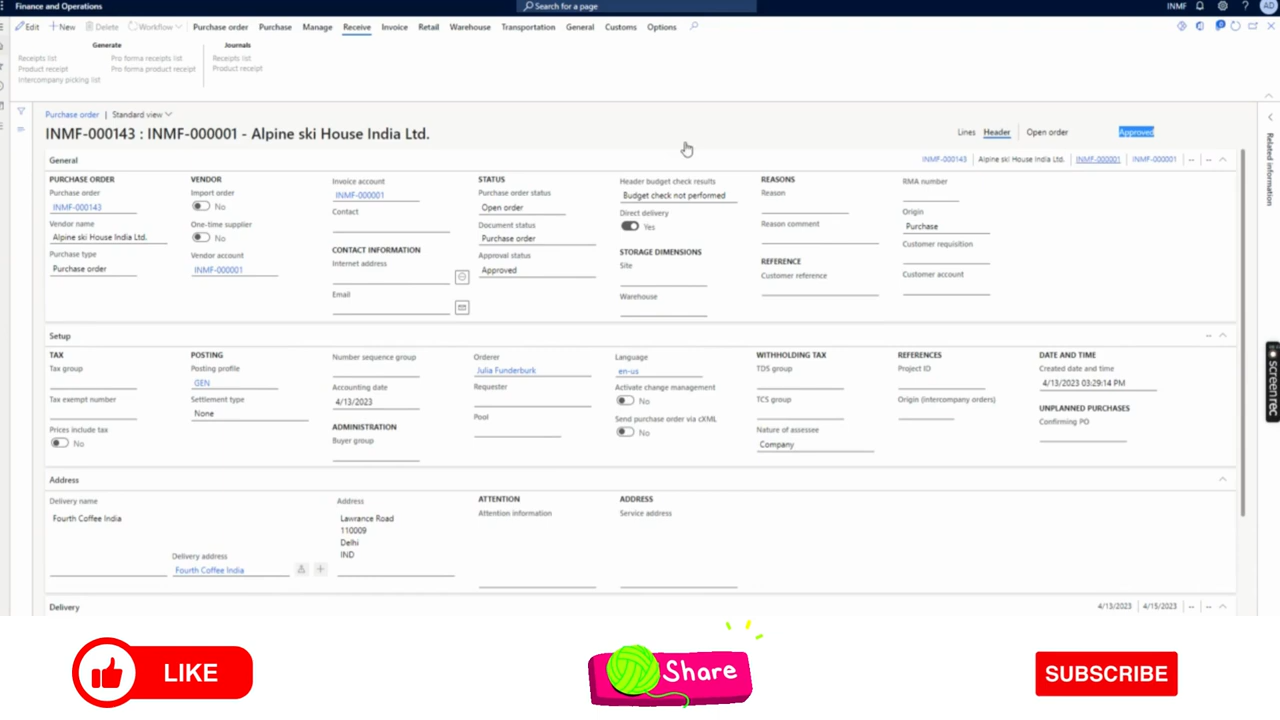 Finance and Operations
Search for a page
INMF
?
AD
Edit
New
Delete
Workflow
Purchase order
Purchase
Manage
Receive
Invoice
Retail
Warehouse
Transportation
General
Customs
Options
Generate
Receipts list
Product receipt
Intercompany picking list
Pro forma receipts list
Pro forma product receipt
Journals
Receipts list
Product receipt
Purchase order | Standard view
INMF-000143 : INMF-000001 - Alpine ski House India Ltd.
Lines
Header
Open order
Approved
Related information
General
INMF-000143 | Alpine ski House India Ltd. | INMF-000001 | INMF-000001 | -- | --
PURCHASE ORDER
Purchase order
INMF-000143
Vendor name
Alpine ski House India Ltd.
Purchase type
Purchase order
VENDOR
Import order
No
One-time supplier
No
Vendor account
INMF-000001
Invoice account
INMF-000001
Contact
CONTACT INFORMATION
Internet address
Email
STATUS
Purchase order status
Open order
Document status
Purchase order
Approval status
Approved
Header budget check results
Budget check not performed
Direct delivery
Yes
STORAGE DIMENSIONS
Site
Warehouse
REASONS
Reason
Reason comment
REFERENCE
Customer reference
RMA number
Origin
Purchase
Customer requisition
Customer account
Setup
-- 
TAX
Tax group
Tax exempt number
Prices include tax
No
POSTING
Posting profile
GEN
Settlement type
None
Number sequence group
Accounting date
4/13/2023
ADMINISTRATION
Buyer group
Orderer
Julia Funderburk
Requester
Pool
Language
en-us
Activate change management
No
Send purchase order via cXML
No
WITHHOLDING TAX
TDS group
TCS group
Nature of assessee
Company
REFERENCES
Project ID
Origin (intercompany orders)
DATE AND TIME
Created date and time
4/13/2023 03:29:14 PM
UNPLANNED PURCHASES
Confirming PO
screenrec
Address
Delivery name
Fourth Coffee India
Delivery address
Fourth Coffee India
Address
Lawrance Road
110009
Delhi
IND
ATTENTION
Attention information
ADDRESS
Service address
Delivery
4/13/2023 | 4/15/2023 | -- | --
LIKE
Share
SUBSCRIBE